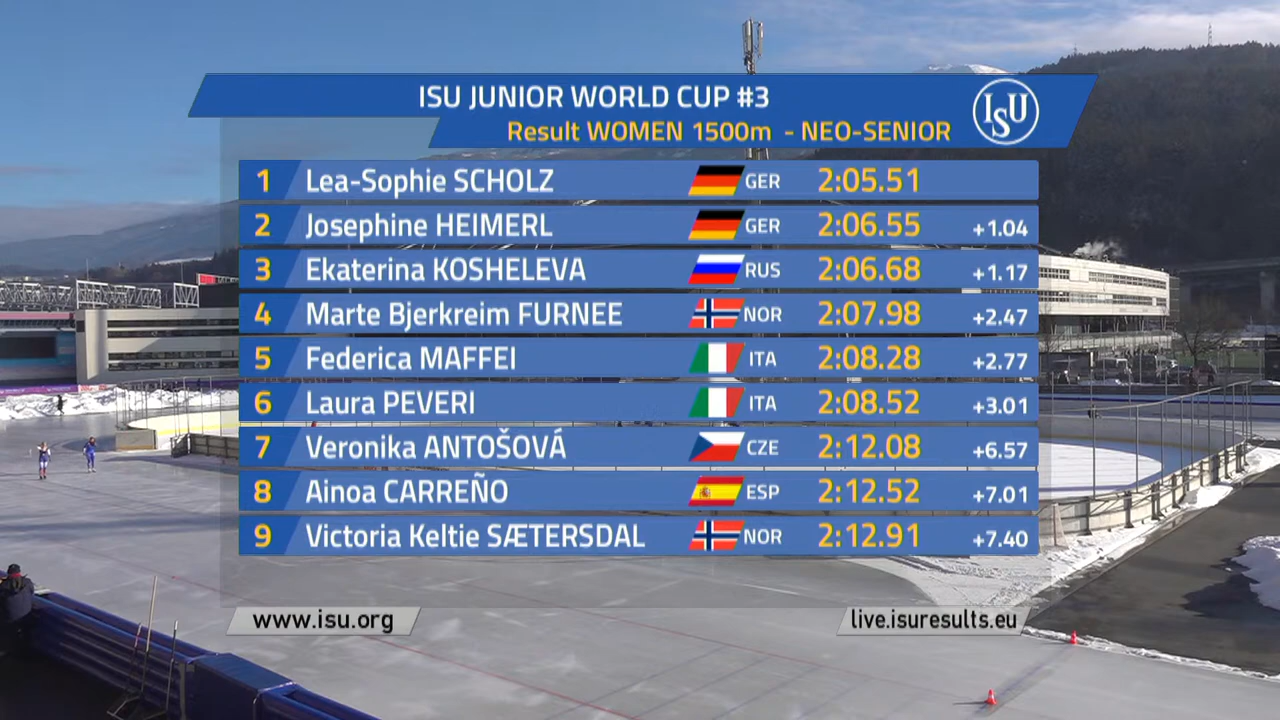 ISU JUNIOR WORLD CUP #3
ISU
Result WOMEN 1500m - NEO-SENIOR
1 Lea-Sophie SCHOLZ GER 2:05.51
2 Josephine HEIMERL GER 2:06.55 +1.04
3 Ekaterina KOSHELEVA RUS 2:06.68 +1.17
4 Marte Bjerkreim FURNEE NOR 2:07.98 +2.47
5 Federica MAFFEI ITA 2:08.28 +2.77
6 Laura PEVERI ITA 2:08.52 +3.01
7 Veronika ANTOŠOVÁ CZE 2:12.08 +6.57
8 Ainoa CARREÑO ESP 2:12.52 +7.01
9 Victoria Keltie SÆTERSDAL NOR 2:12.91 +7.40
www.isu.org
live.isuresults.eu